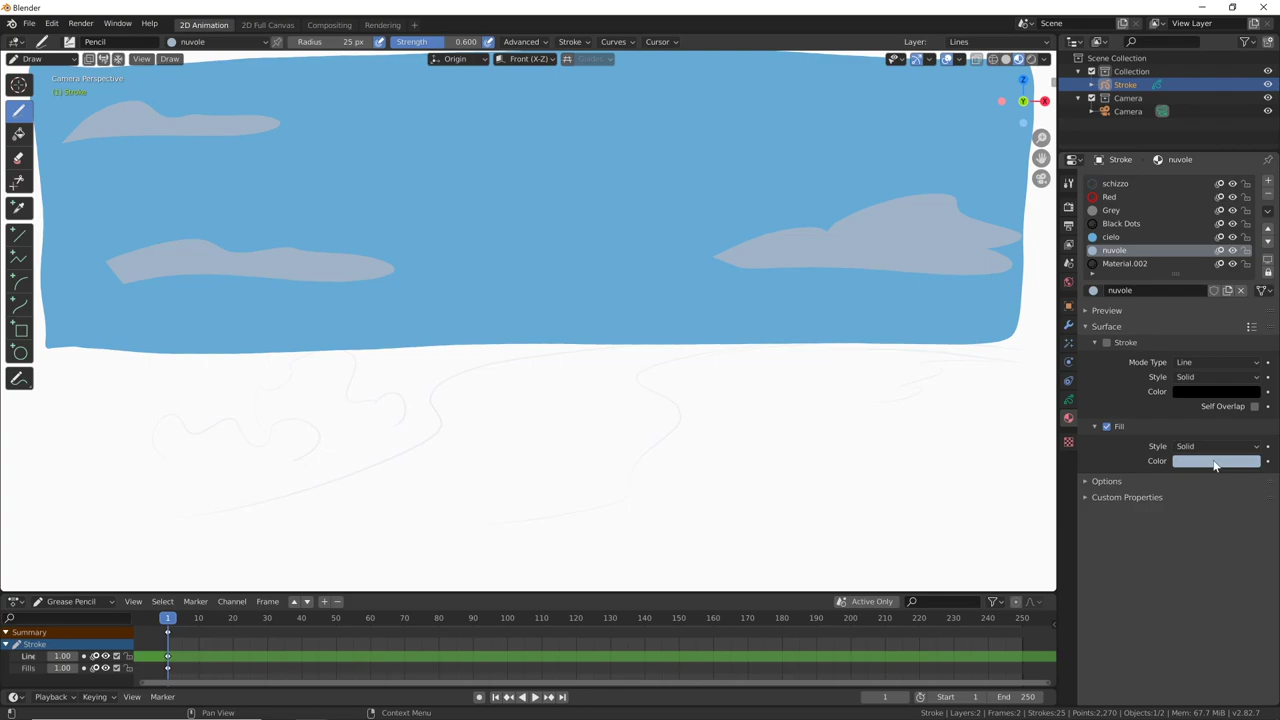 Blender
File Edit Render Window Help 2D Animation 2D Full Canvas Compositing Rendering + Scene View Layer
Pencil nuvole Radius 25 px Strength 0.600 Advanced Stroke Curves Cursor Layer: Lines
Draw View Draw Origin Front (X-Z) Guides
Camera Perspective
(1) Stroke
Z
Y X
Scene Collection
Collection
Stroke
Camera
Camera
Stroke nuvole
schizzo
Red
Grey
Black Dots
cielo
nuvole
Material.002
nuvole
Preview
Surface
Stroke
Mode Type Line
Style Solid
Color
Self Overlap
Fill
Style Solid
Color
Options
Custom Properties
Grease Pencil View Select Marker Channel Frame Active Only
1 10 20 30 40 50 60 70 80 90 100 110 120 130 140 150 160 170 180 190 200 210 220 230 240 250
Summary
Stroke
Line 1.00
Fills 1.00
Playback Keying View Marker 1 Start 1 End 250
Pan View Context Menu Stroke | Layers:2 | Frames:2 | Strokes:25 | Points:2,270 | Objects:1/2 | Mem: 67.7 MiB | v2.82.7